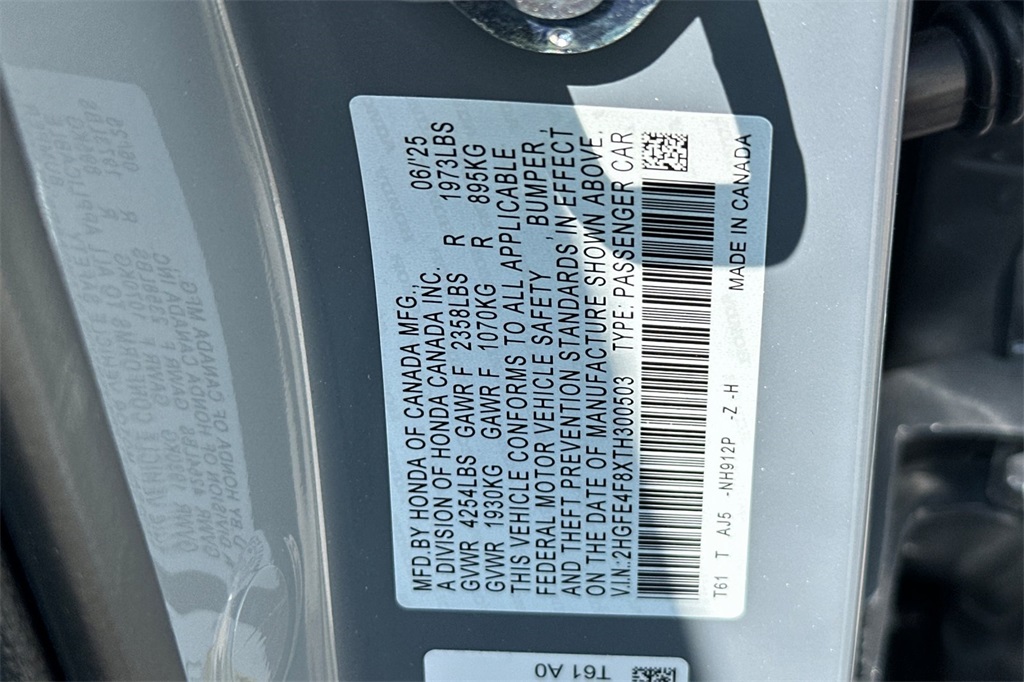 MFD.BY HONDA OF CANADA MFG., 06/'25
A DIVISION OF HONDA CANADA INC.
GVWR 4254LBS GAWR F 2358LBS R 1973LBS
GVWR 1930KG GAWR F 1070KG R 895KG
THIS VEHICLE CONFORMS TO ALL APPLICABLE
FEDERAL MOTOR VEHICLE SAFETY , BUMPER ,
AND THEFT PREVENTION STANDARDS, IN EFFECT
ON THE DATE OF MANUFACTURE SHOWN ABOVE.
V.I.N.:2HGFE4F8XTH300503 TYPE: PASSENGER CAR
T61 T AJ5 -NH912P -Z -H MADE IN CANADA
T61 A0